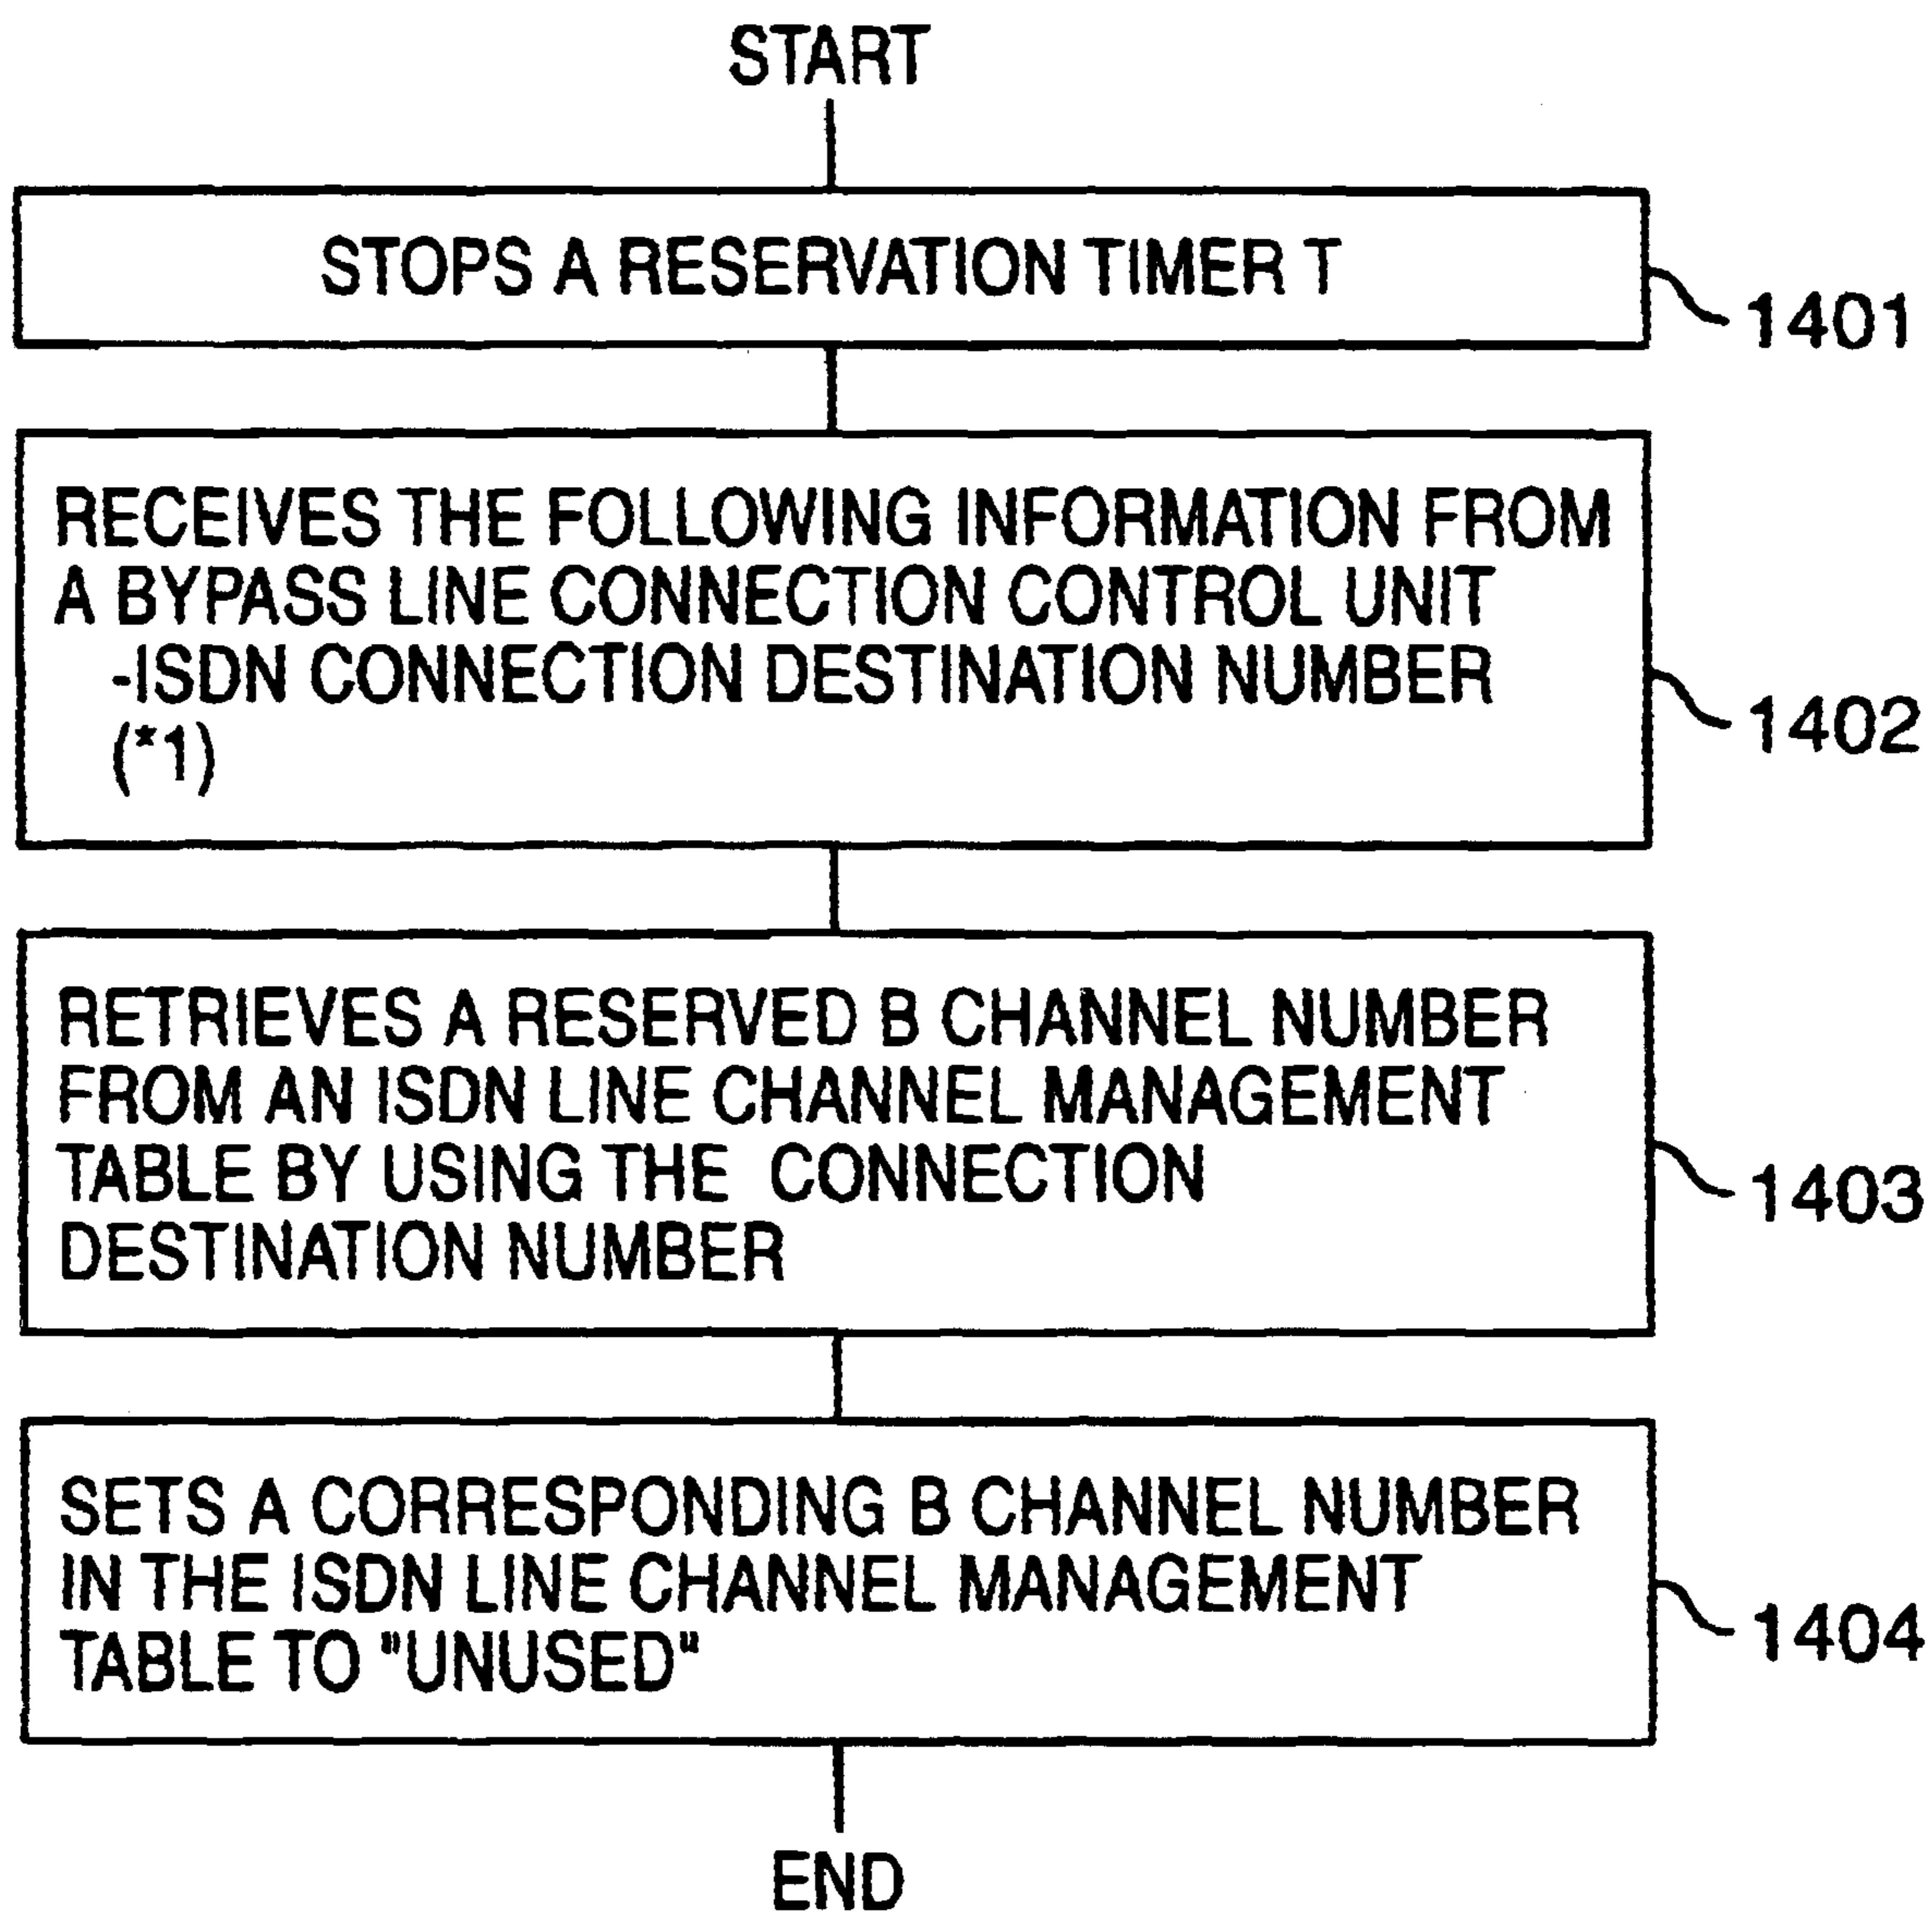 START
STOPS A RESERVATION TIMER T
1401
RECEIVES THE FOLLOWING INFORMATION FROM
A BYPASS LINE CONNECTION CONTROL UNIT
-ISDN CONNECTION DESTINATION NUMBER
(*1)
1402
RETRIEVES A RESERVED B CHANNEL NUMBER
FROM AN ISDN LINE CHANNEL MANAGEMENT
TABLE BY USING THE CONNECTION
DESTINATION NUMBER
1403
SETS A CORRESPONDING B CHANNEL NUMBER
IN THE ISDN LINE CHANNEL MANAGEMENT
TABLE TO "UNUSED"
1404
END